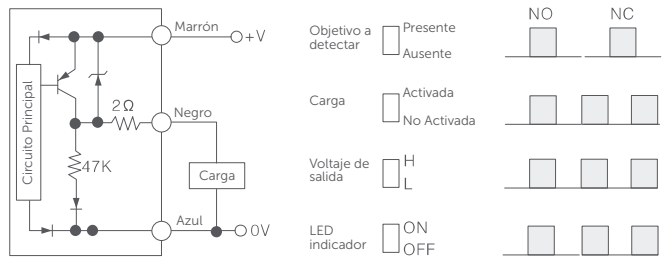 Circuito Principal
Marrón
+V
2Ω
Negro
47K
Carga
Azul
0V
NO
NC
Objetivo a
detectar
Presente
Ausente
Carga
Activada
No Activada
Voltaje de
salida
H
L
LED
indicador
ON
OFF